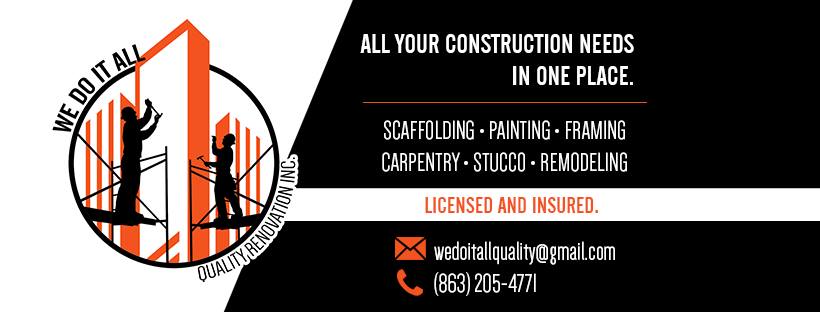 WE DO IT ALL
QUALITY RENOVATION INC.
ALL YOUR CONSTRUCTION NEEDS
IN ONE PLACE.
SCAFFOLDING • PAINTING • FRAMING
CARPENTRY • STUCCO • REMODELING
LICENSED AND INSURED.
wedoitallquality@gmail.com
(863) 205-4771